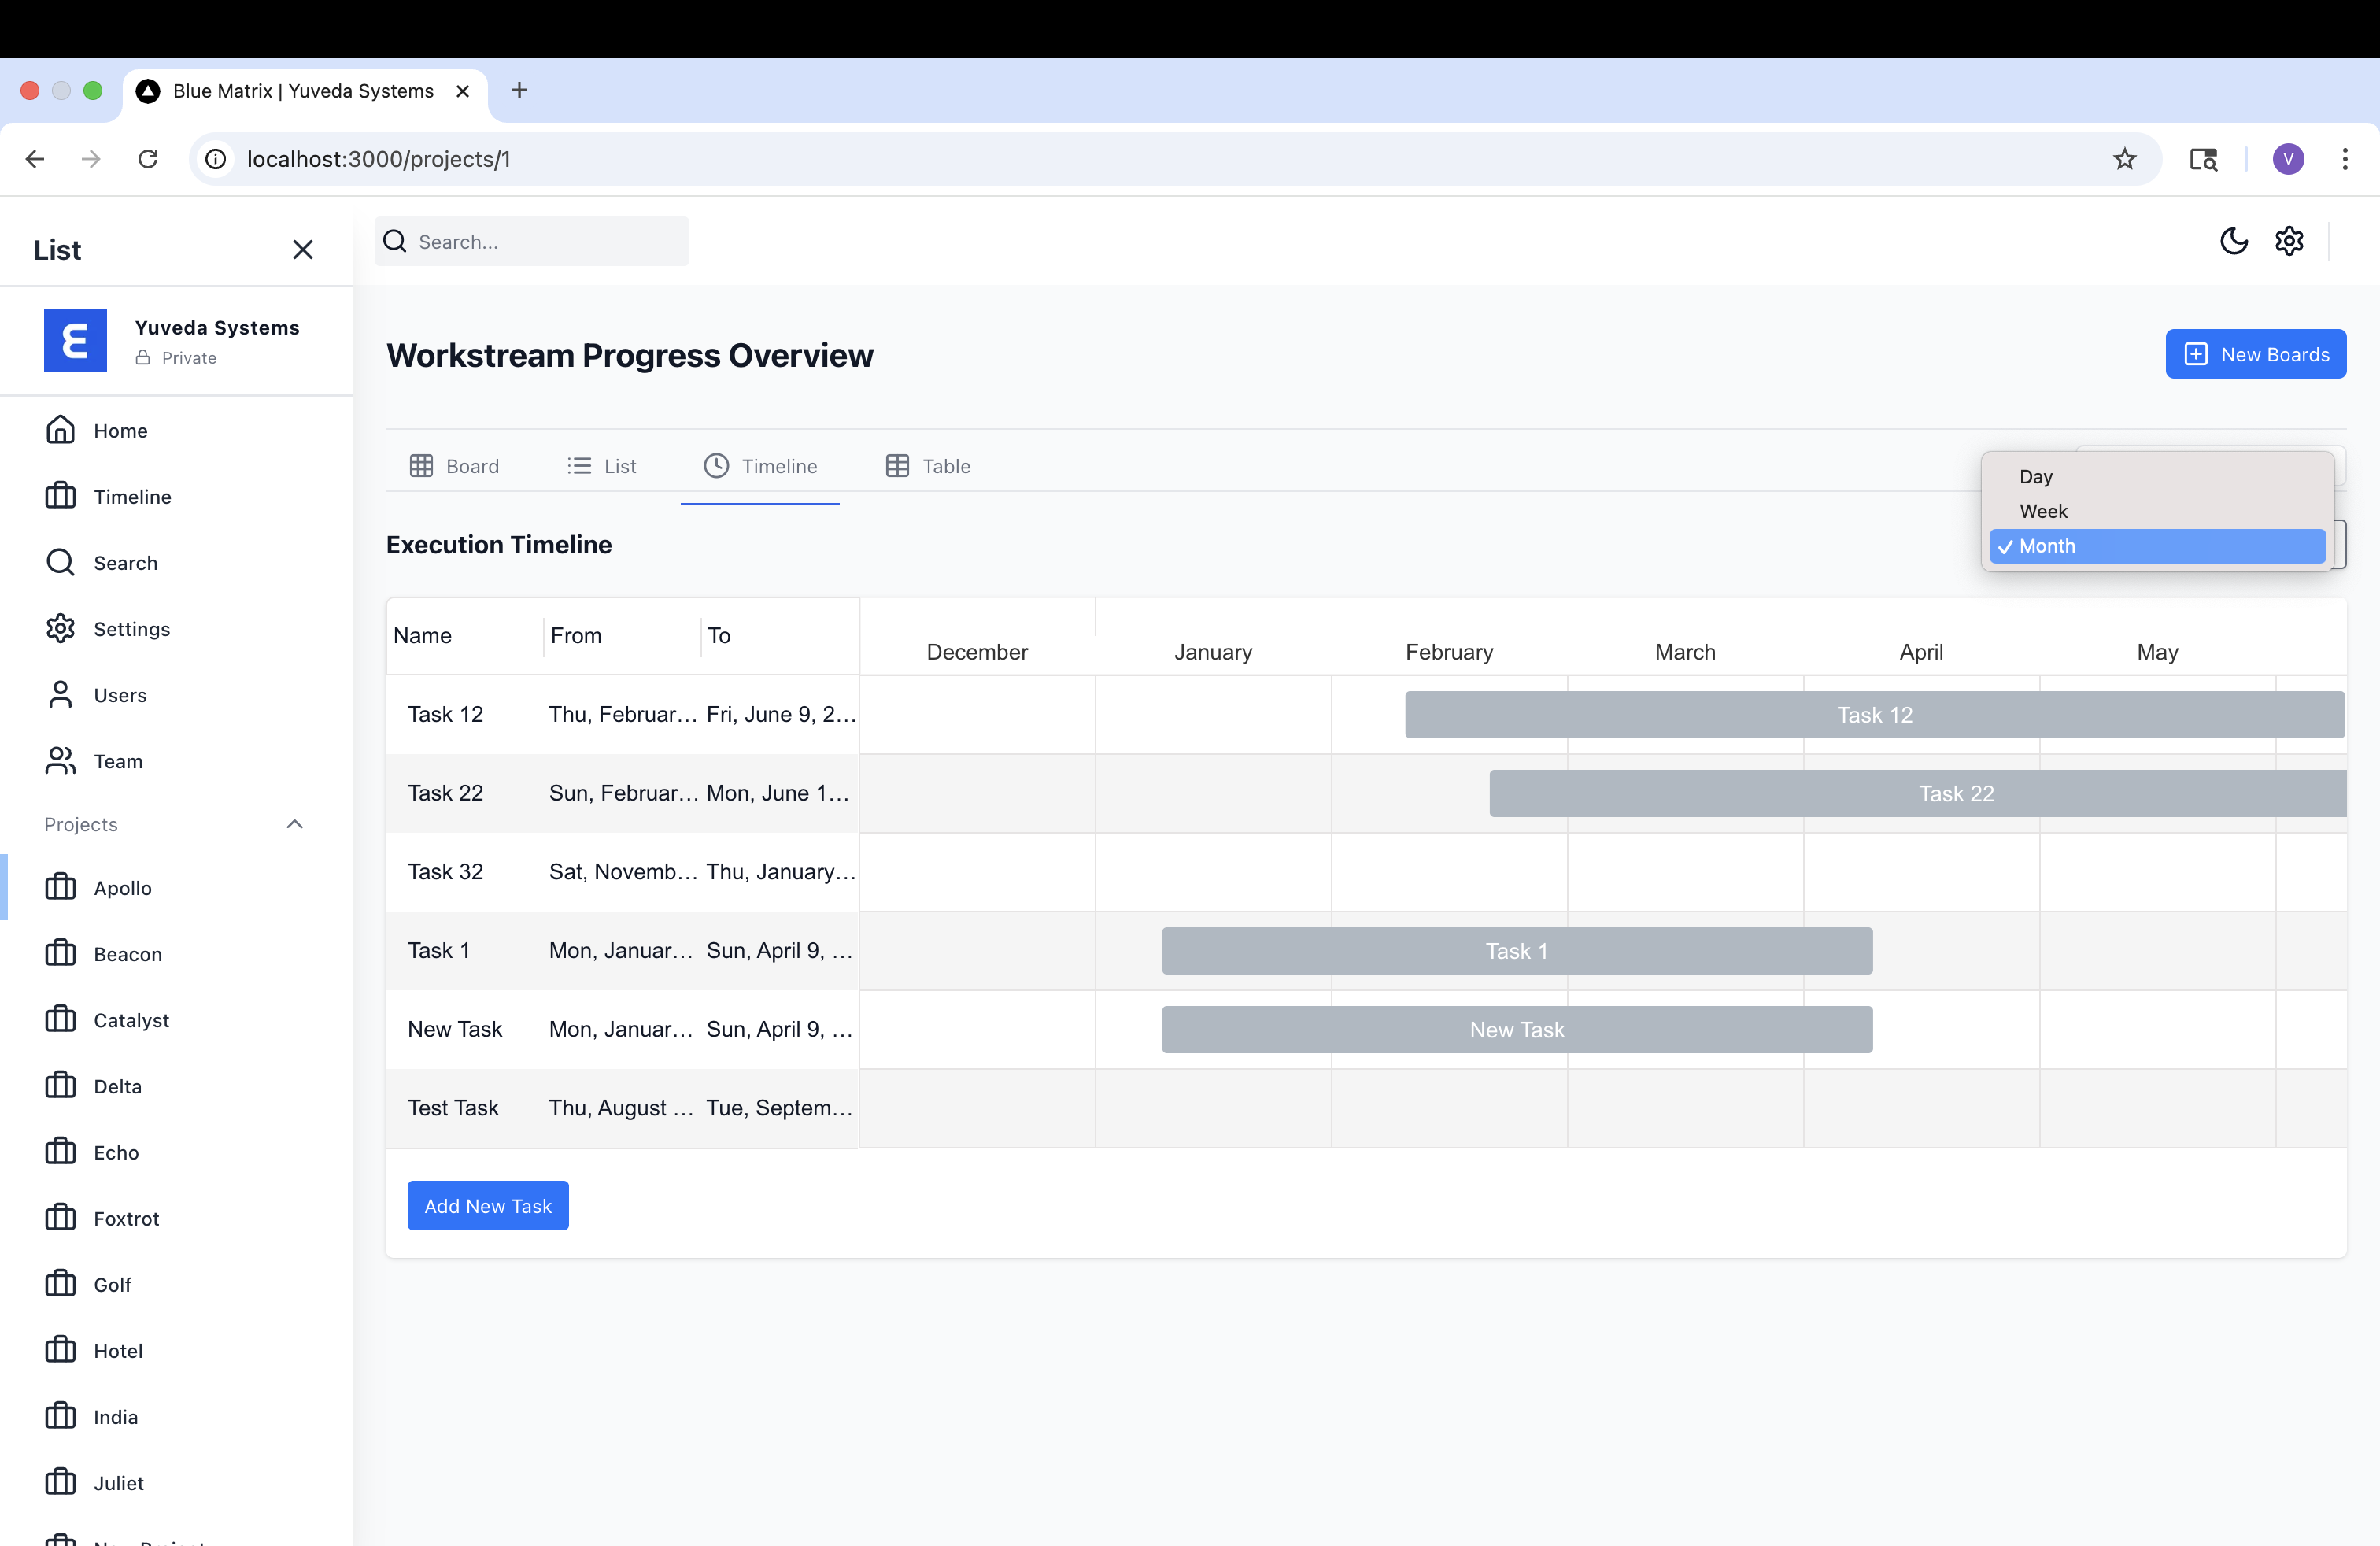 Blue Matrix | Yuveda Systems
localhost:3000/projects/1
V
List
Search...
Yuveda Systems
Private
Workstream Progress Overview
New Boards
Home
Timeline
Search
Settings
Users
Team
Projects
Apollo
Beacon
Catalyst
Delta
Echo
Foxtrot
Golf
Hotel
India
Juliet
Board List Timeline Table
Day
Week
Month
Execution Timeline
Name From To December January February March April May
Task 12 Thu, Februar... Fri, June 9, 2... Task 12
Task 22 Sun, Februar... Mon, June 1... Task 22
Task 32 Sat, Novemb... Thu, January...
Task 1 Mon, Januar... Sun, April 9, ... Task 1
New Task Mon, Januar... Sun, April 9, ... New Task
Test Task Thu, August ... Tue, Septem...
Add New Task